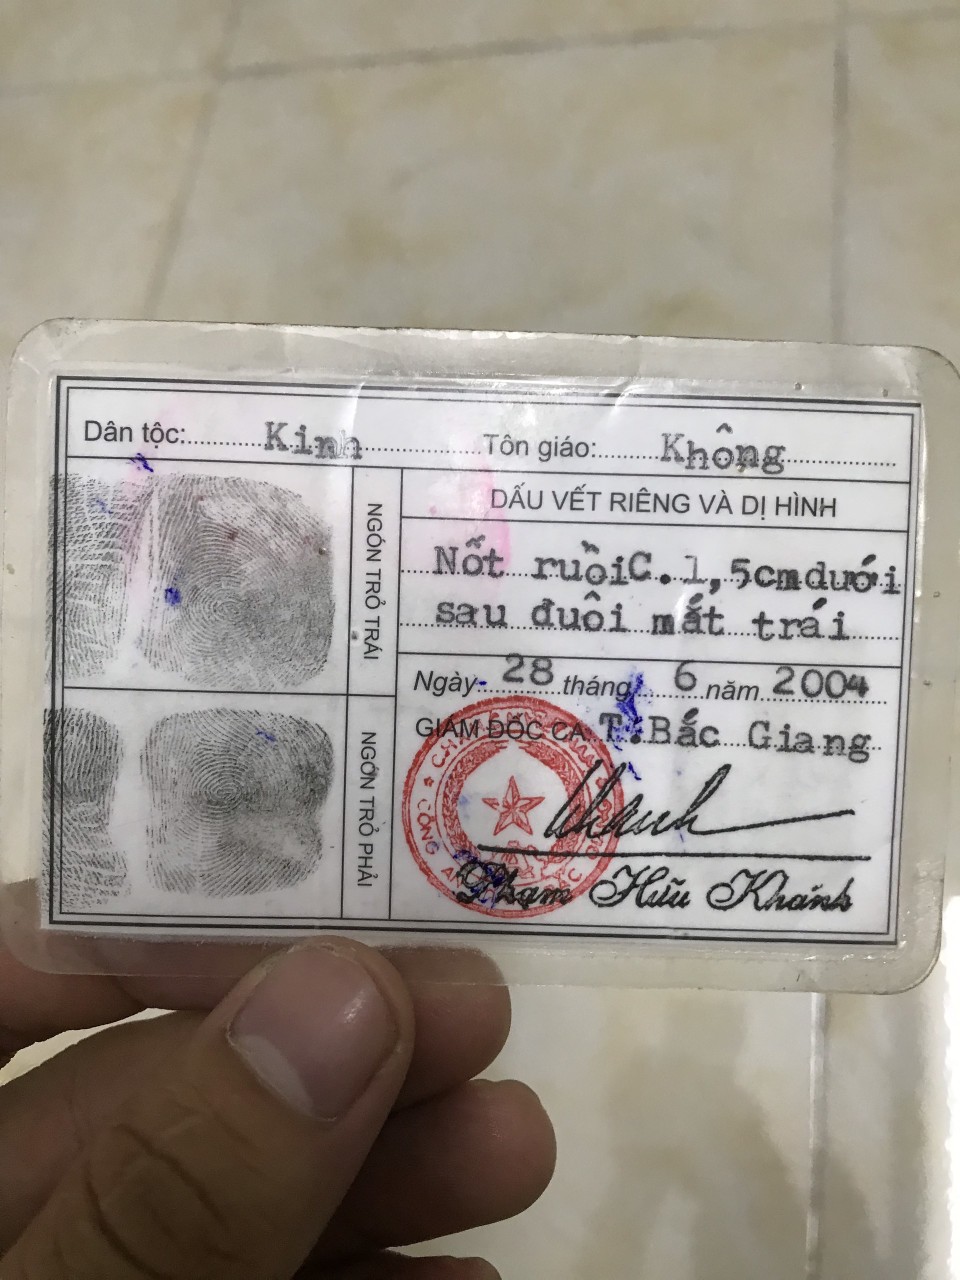 Dân tộc: Kinh Tôn giáo: Không
NGÓN TRỎ TRÁI
DẤU VẾT RIÊNG VÀ DỊ HÌNH
Nốt ruồi C. 1,5cm dưới
sau đuôi mắt trái
NGÓN TRỎ PHẢI
Ngày 28 tháng 6 năm 2004
GIÁM ĐỐC CA T. Bắc Giang
Khanh
Phạm Hữu Khánh